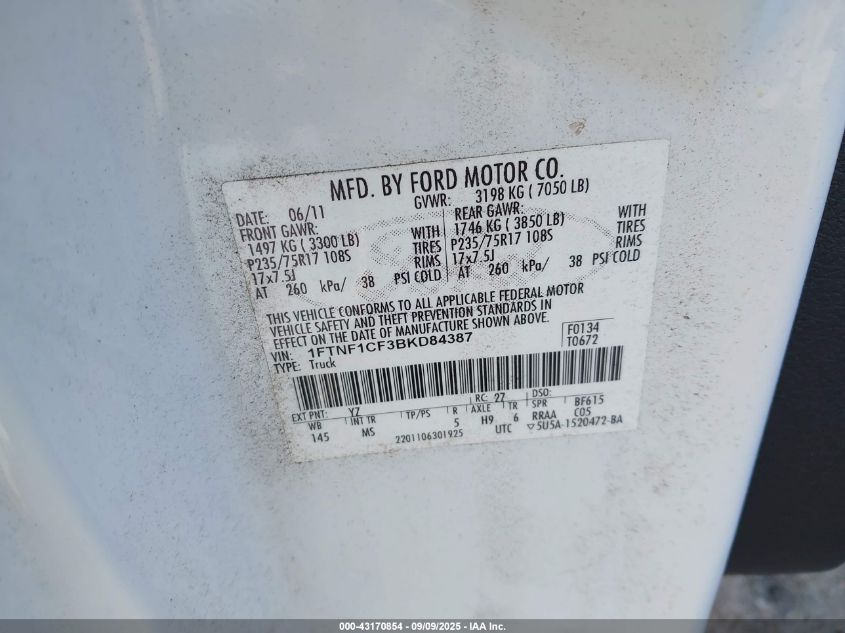 MFD. BY FORD MOTOR CO.
DATE: 06/11 GVWR: 3198 KG ( 7050 LB)
FRONT GAWR: REAR GAWR:
1497 KG ( 3300 LB) WITH 1746 KG ( 3850 LB) WITH
P235/75R17 108S TIRES P235/75R17 108S TIRES
17x7.5J RIMS 17x7.5J RIMS
AT 260 kPa/ 38 PSI COLD AT 260 kPa/ 38 PSI COLD
THIS VEHICLE CONFORMS TO ALL APPLICABLE FEDERAL MOTOR
VEHICLE SAFETY AND THEFT PREVENTION STANDARDS IN
EFFECT ON THE DATE OF MANUFACTURE SHOWN ABOVE.
VIN: 1FTNF1CF3BKD84387 F0134
TYPE: Truck T0672
EXT PNT: YZ RC: 27 DSO:
WB INT TR TP/PS R AXLE TR SPR BF615
145 MS 5 H9 6 RRAA C05
2201106301925 UTC ▽5U5A-1520472-BA
000-43170854 - 09/09/2025 - IAA Inc.